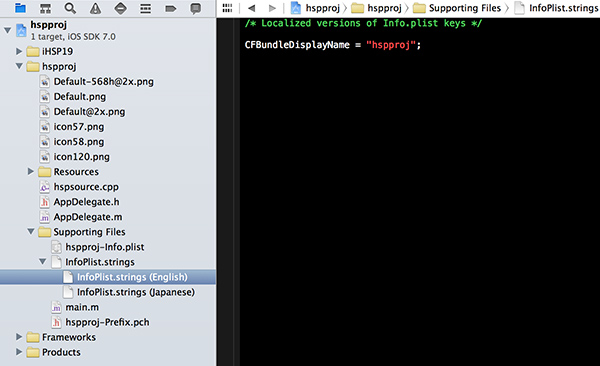 hspproj
1 target, iOS SDK 7.0
iHSP19
hspproj
Default-568h@2x.png
Default.png
Default@2x.png
icon57.png
icon58.png
icon120.png
Resources
hspsource.cpp
AppDelegate.h
AppDelegate.m
Supporting Files
hspproj-Info.plist
InfoPlist.strings
InfoPlist.strings (English)
InfoPlist.strings (Japanese)
main.m
hspproj-Prefix.pch
Frameworks
Products
hspproj hspproj Supporting Files InfoPlist.strings
/* Localized versions of Info.plist keys */
CFBundleDisplayName = "hspproj";